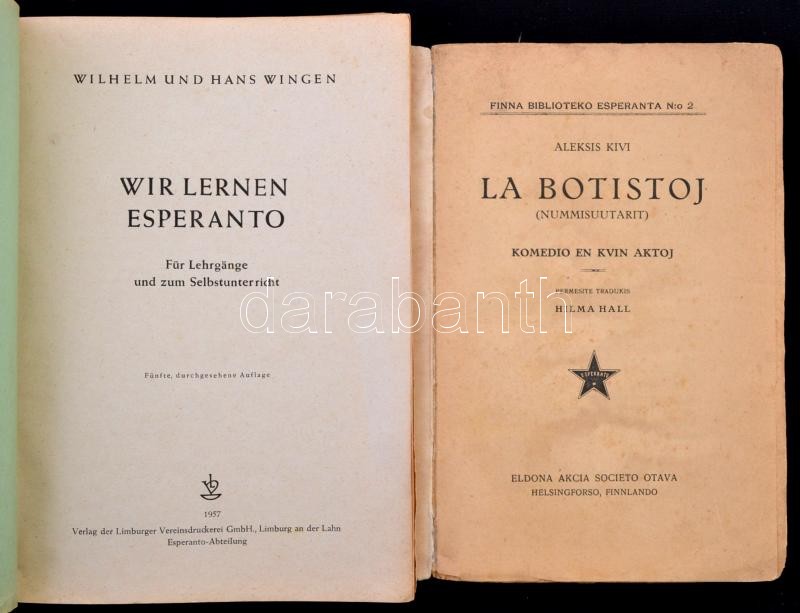 WILHELM UND HANS WINGEN
WIR LERNEN
ESPERANTO
Für Lehrgänge
und zum Selbstunterricht
Fünfte, durchgesehene Auflage
1957
Verlag der Limburger Vereinsdruckerei GmbH., Limburg an der Lahn
Esperanto-Abteilung
FINNA BIBLIOTEKO ESPERANTA N:o 2
ALEKSIS KIVI
LA BOTISTOJ
(NUMMISUUTARIT)
KOMEDIO EN KVIN AKTOJ
PERMESITE TRADUKIS
HILMA HALL
ESPERANTO
ELDONA AKCIA SOCIETO OTAVA
HELSINGFORSO, FINNLANDO
darabanth